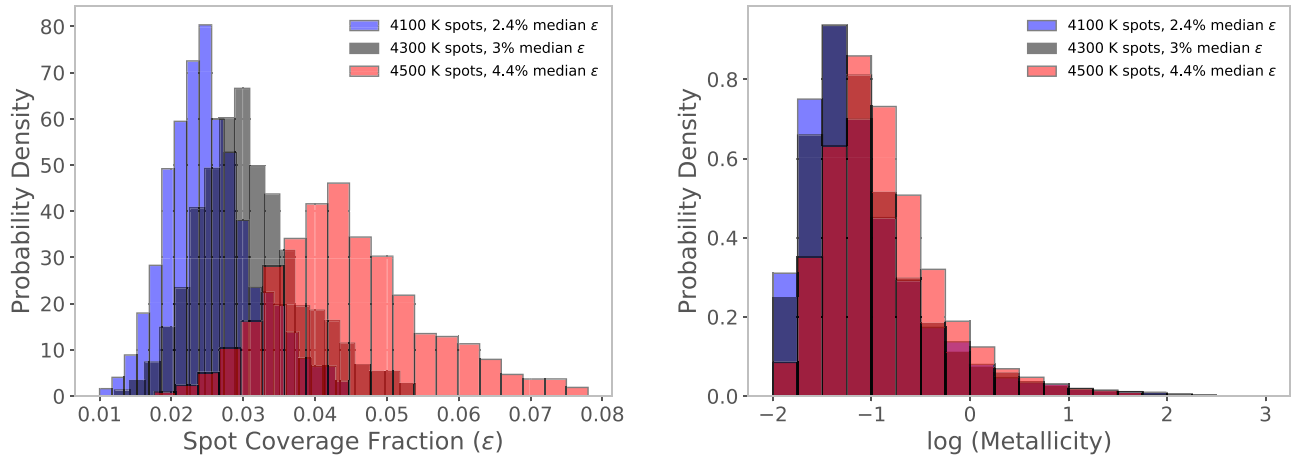 80
70
60
50
40
30
20
10
0
Probability Density
0.01 0.02 0.03 0.04 0.05 0.06 0.07 0.08
Spot Coverage Fraction (ε)
4100 K spots, 2.4% median ε
4300 K spots, 3% median ε
4500 K spots, 4.4% median ε
0.8
0.6
0.4
0.2
0.0
Probability Density
−2 −1 0 1 2 3
log (Metallicity)
4100 K spots, 2.4% median ε
4300 K spots, 3% median ε
4500 K spots, 4.4% median ε